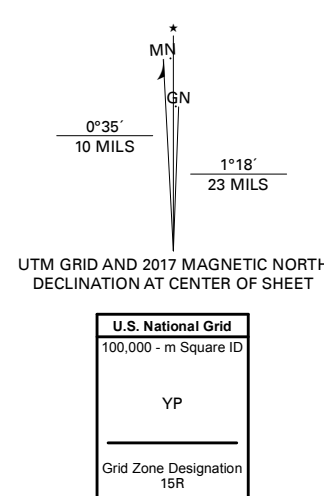 ★
MN
GN
0°35´
10 MILS
1°18´
23 MILS
UTM GRID AND 2017 MAGNETIC NORTH
DECLINATION AT CENTER OF SHEET
U.S. National Grid
100,000 - m Square ID
YP
Grid Zone Designation
15R